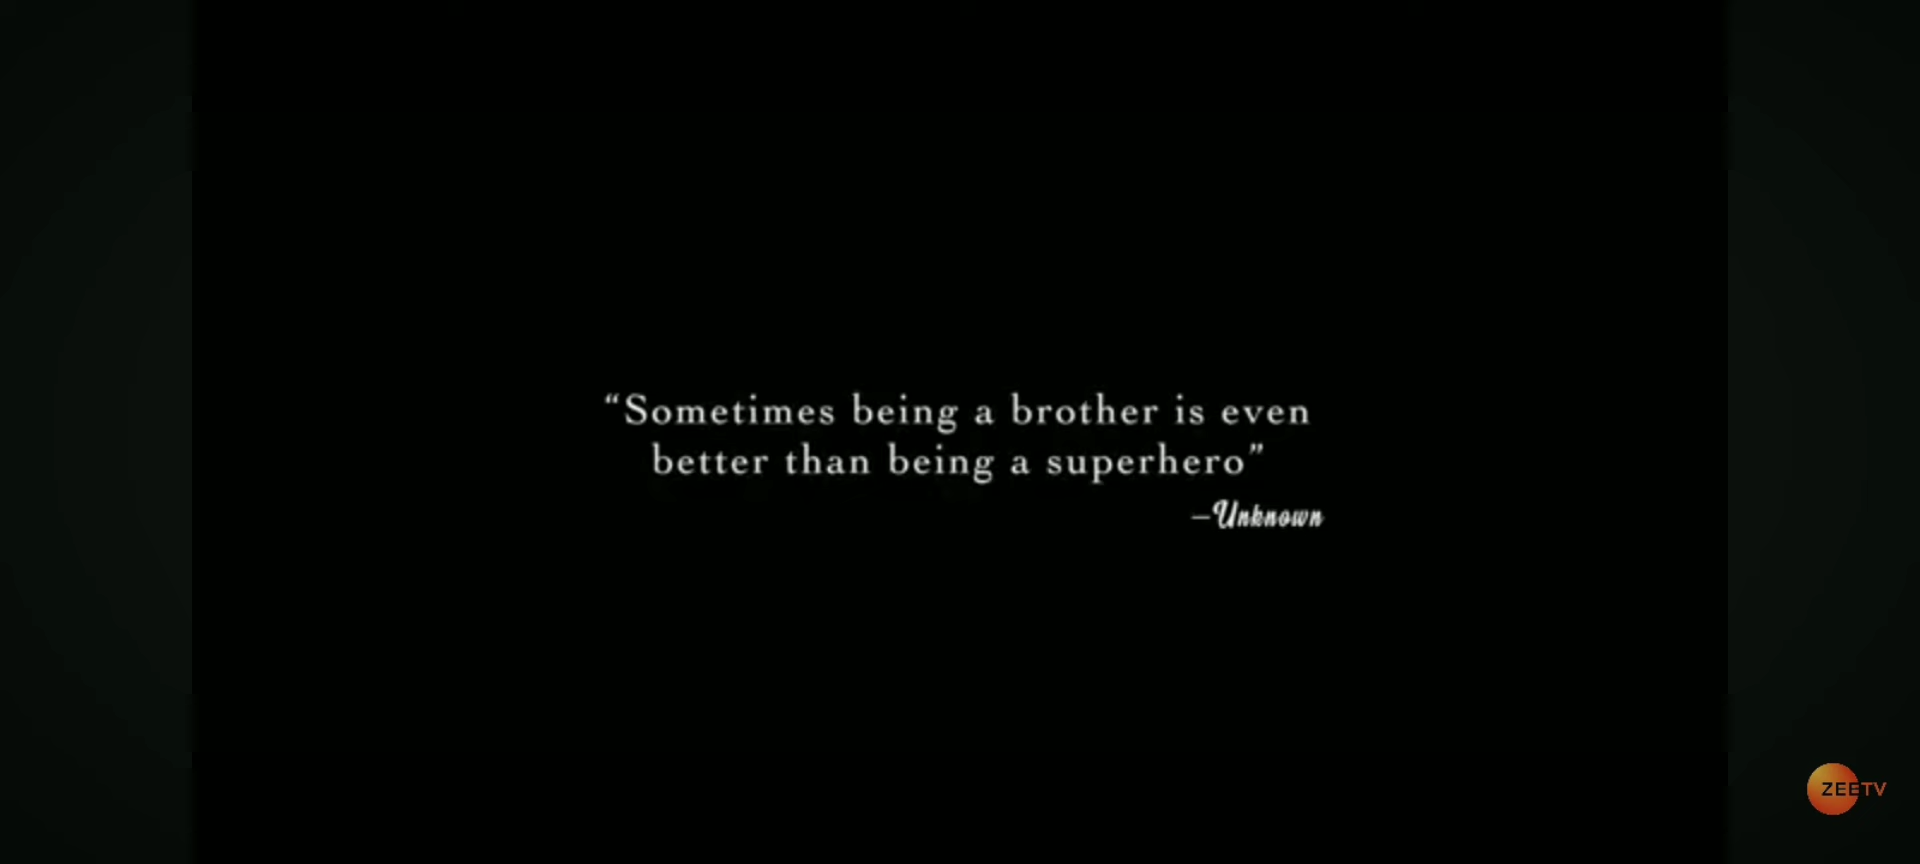 “Sometimes being a brother is even
better than being a superhero”
–Unknown
ZEETV